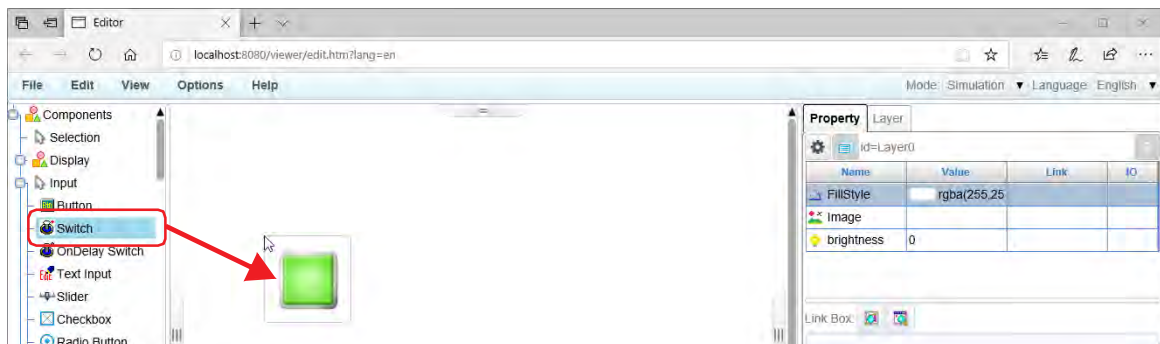 Editor
localhost:8080/viewer/edit.htm?lang=en
File Edit View Options Help Mode: Simulation ▼ Language: English ▼
Components
Selection
Display
Input
Button
Switch
OnDelay Switch
Text Input
Slider
Checkbox
Radio Button
Property Layer
id=Layer0
Name Value Link IO
FillStyle rgba(255,25
Image
brightness 0
Link Box: